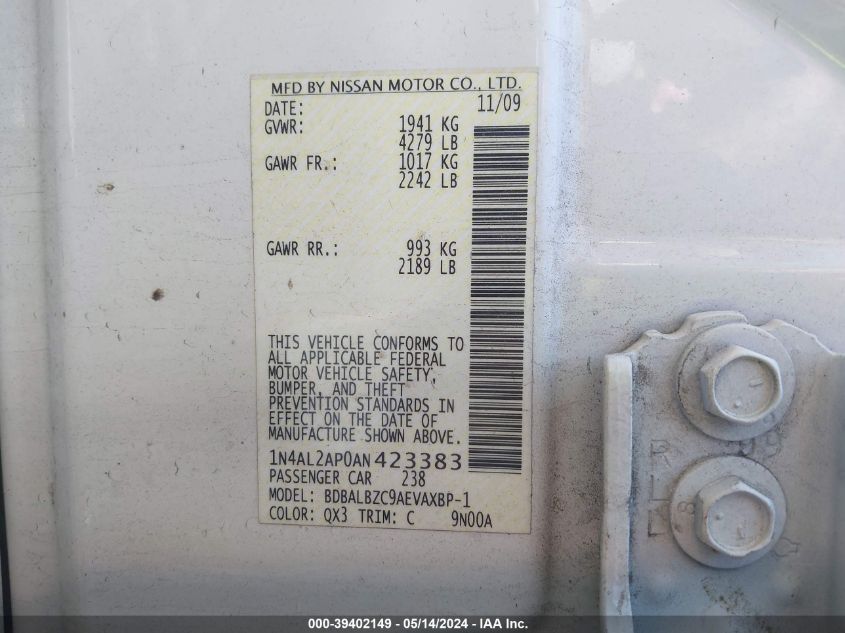 MFD BY NISSAN MOTOR CO., LTD.
DATE: 11/09
GVWR: 1941 KG
4279 LB
GAWR FR.: 1017 KG
2242 LB
GAWR RR.: 993 KG
2189 LB
THIS VEHICLE CONFORMS TO
ALL APPLICABLE FEDERAL
MOTOR VEHICLE SAFETY,
BUMPER, AND THEFT
PREVENTION STANDARDS IN
EFFECT ON THE DATE OF
MANUFACTURE SHOWN ABOVE.
1N4AL2AP0AN423383
PASSENGER CAR 238
MODEL: BDBALBZC9AEVAXBP-1
COLOR: QX3 TRIM: C 9N00A
000-39402149 - 05/14/2024 - IAA Inc.